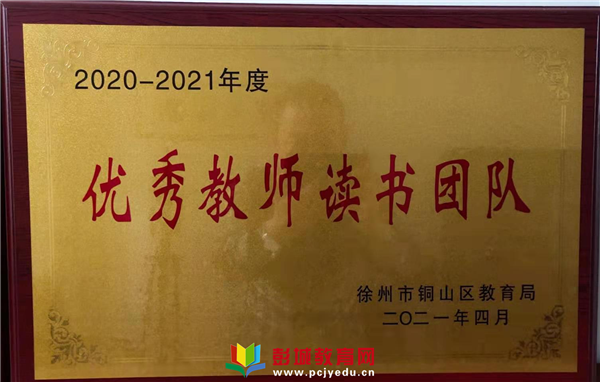 2020-2021年度
优秀教师读书团队
徐州市铜山区教育局
二〇二一年四月
彭城教育网
www.pcjyedu.cn